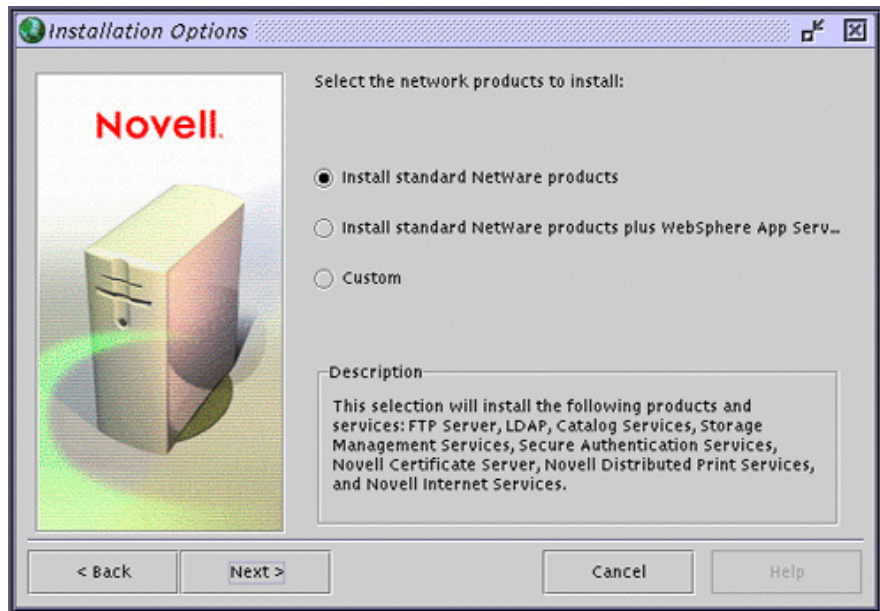 Installation Options
Novell.
Select the network products to install:
Install standard NetWare products
Install standard NetWare products plus WebSphere App Serv...
Custom
Description
This selection will install the following products and
services: FTP Server, LDAP, Catalog Services, Storage
Management Services, Secure Authentication Services,
Novell Certificate Server, Novell Distributed Print Services,
and Novell Internet Services.
< Back
Next >
Cancel
Help